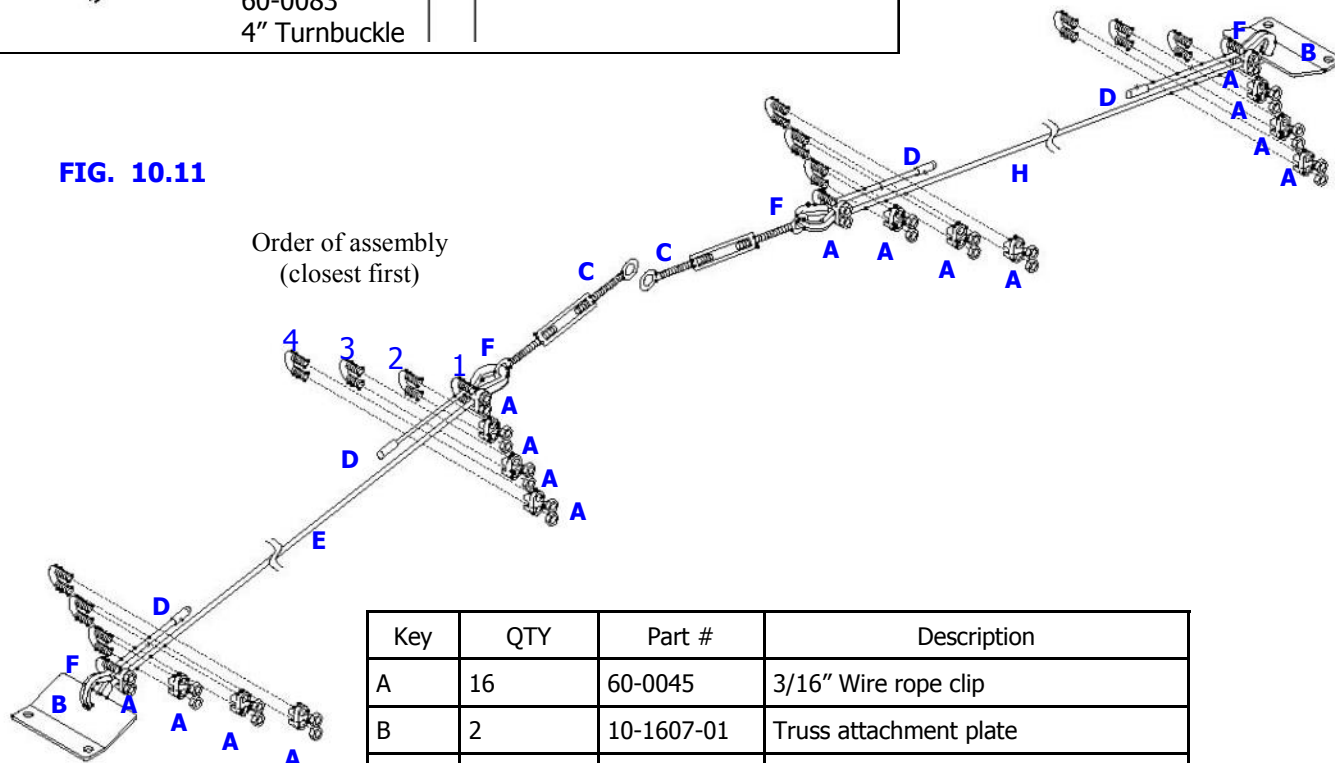 60-0083
4” Turnbuckle
FIG. 10.11
Order of assembly
(closest first)
F
B
D
A
A
A
A
H
D
F
A
A
A
A
C
C
4
3
2
1
F
A
A
A
A
D
E
D
F
B
A
A
A
A
Key QTY Part # Description
A 16 60-0045 3/16” Wire rope clip
B 2 10-1607-01 Truss attachment plate